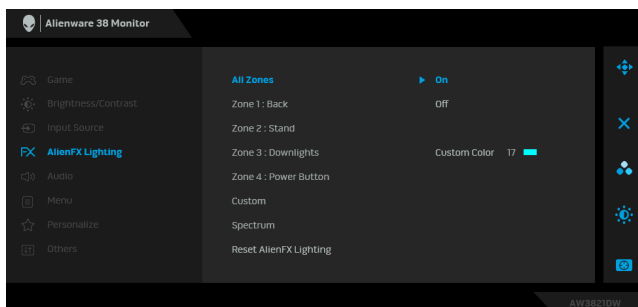 Alienware 38 Monitor
Game
Brightness/Contrast
Input Source
FX AlienFX Lighting
Audio
Menu
Personalize
Others
All Zones On
Zone 1 : Back Off
Zone 2 : Stand
Zone 3 : Downlights Custom Color 17
Zone 4 : Power Button
Custom
Spectrum
Reset AlienFX Lighting
AW3821DW